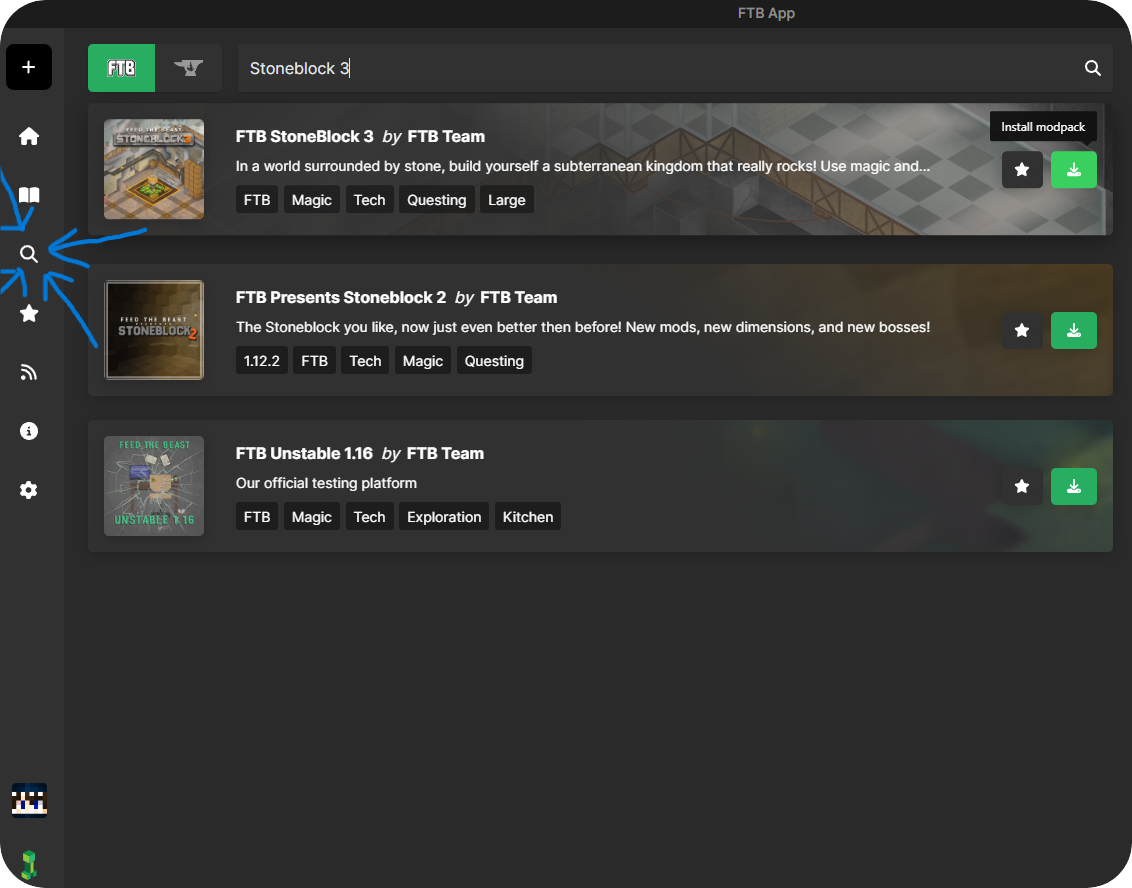 FTB App
FTB
Stoneblock 3
FEED THE BEAST
STONEBLOCK 3
FTB StoneBlock 3 by FTB Team
Install modpack
In a world surrounded by stone, build yourself a subterranean kingdom that really rocks! Use magic and...
FTB Magic Tech Questing Large
FEED THE BEAST
PRESENTS
STONEBLOCK 2
FTB Presents Stoneblock 2 by FTB Team
The Stoneblock you like, now just even better then before! New mods, new dimensions, and new bosses!
1.12.2 FTB Tech Magic Questing
FEED THE BEAST
UNSTABLE 1.16
FTB Unstable 1.16 by FTB Team
Our official testing platform
FTB Magic Tech Exploration Kitchen